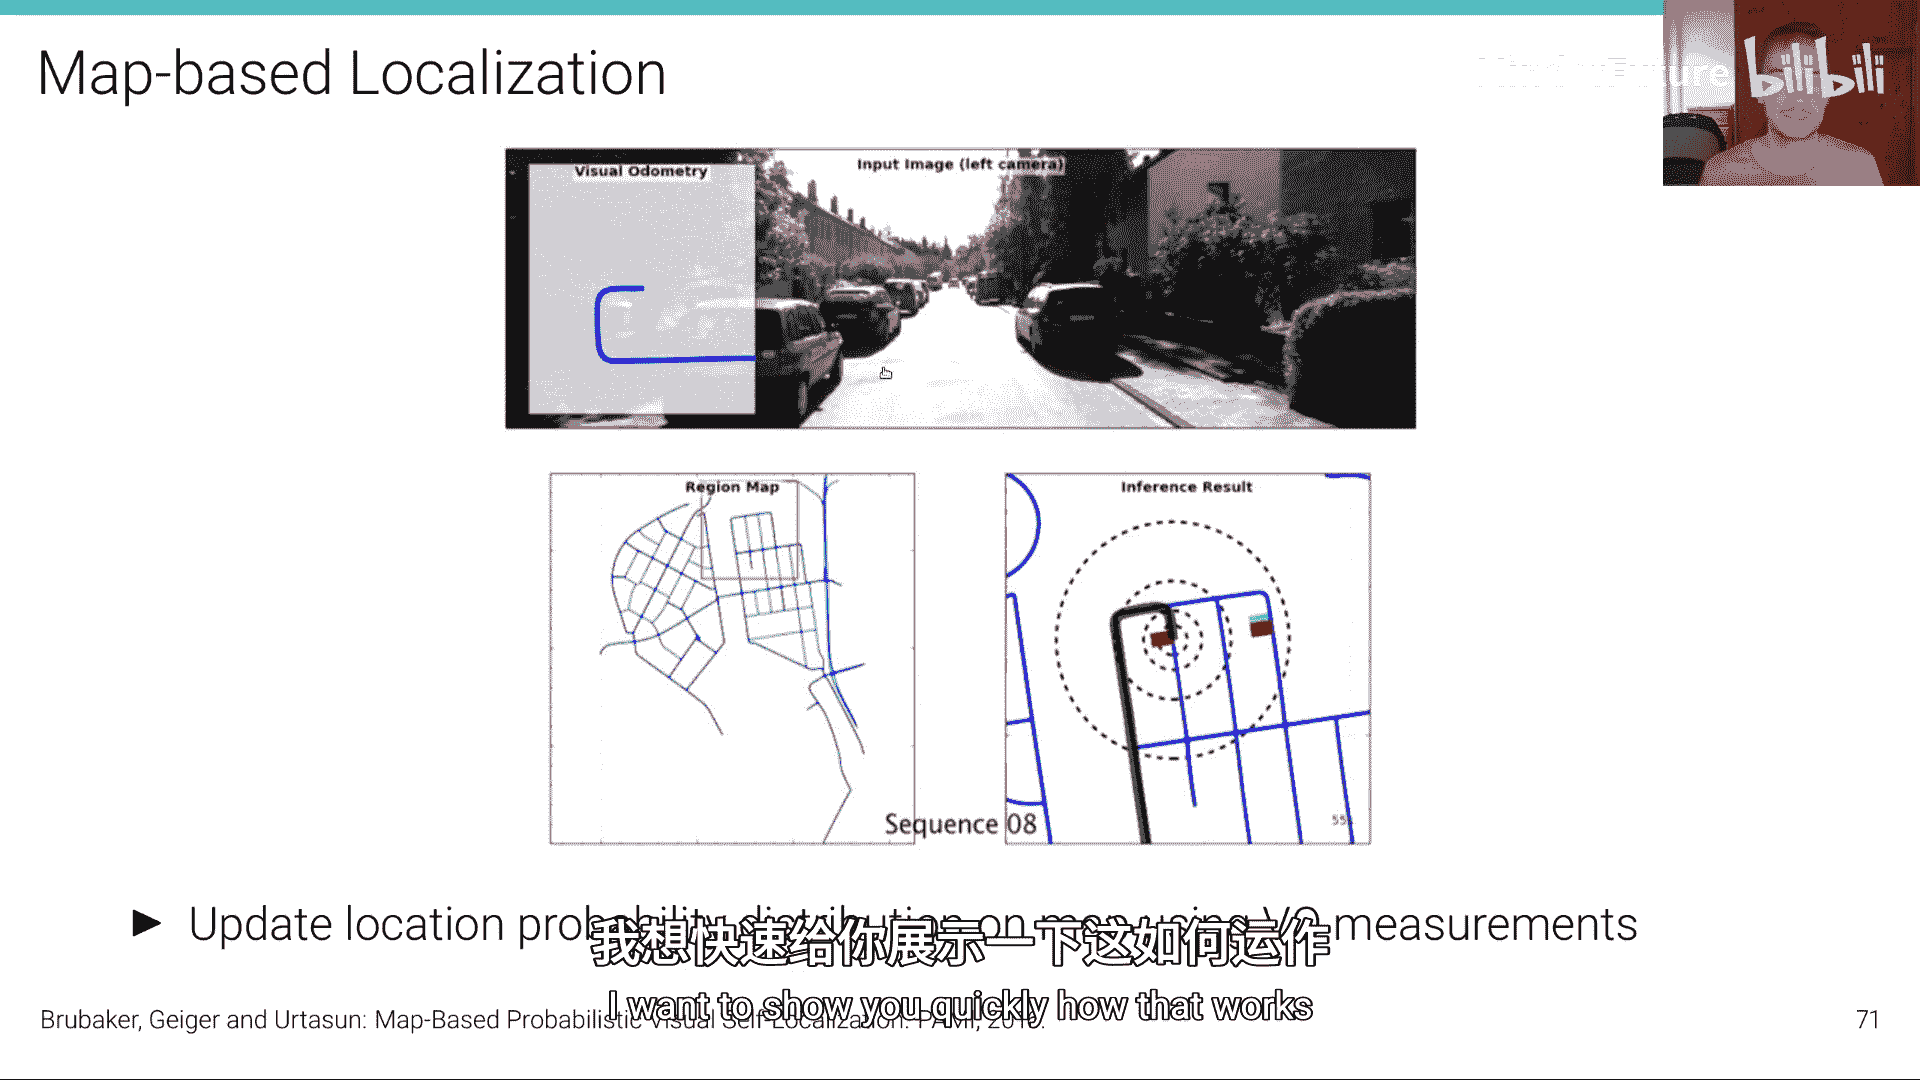 Map-based Localization
bilibili
Visual Odometry
Input Image (left camera)
Region Map
Inference Result
Sequence 08
► Update location probability distribution on map using VO measurements
我想快速给你展示一下这如何运作
I want to show you quickly how that works
Brubaker, Geiger and Urtasun: Map-Based Probabilistic Visual Self-Localization. PAMI,
71